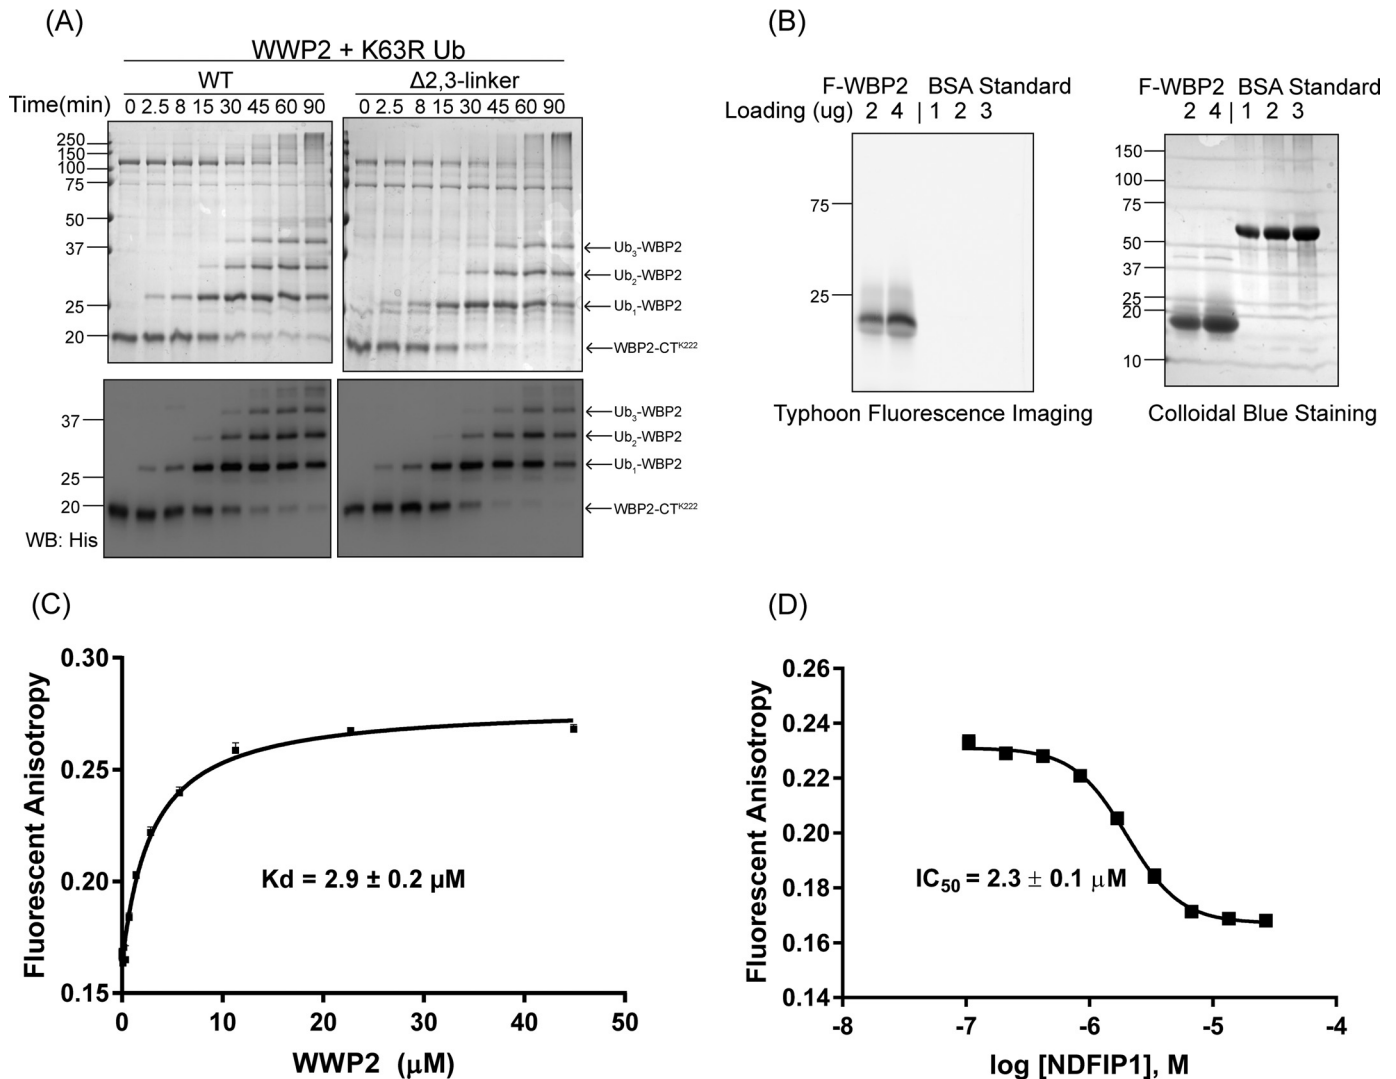 (A)
WWP2 + K63R Ub
WT
Δ2,3-linker
Time(min) 0 2.5 8 15 30 45 60 90 0 2.5 8 15 30 45 60 90
250
150
100
75
50
37
25
20
Ub3-WBP2
Ub2-WBP2
Ub1-WBP2
WBP2-CTK222
37
25
20
Ub3-WBP2
Ub2-WBP2
Ub1-WBP2
WBP2-CTK222
WB: His
(B)
F-WBP2 BSA Standard
Loading (ug) 2 4 | 1 2 3
75
25
Typhoon Fluorescence Imaging
F-WBP2 BSA Standard
2 4 | 1 2 3
150
100
75
50
37
25
20
10
Colloidal Blue Staining
(C)
Fluorescent Anisotropy
0.30
0.25
0.20
0.15
Kd = 2.9 ± 0.2 µM
0 10 20 30 40 50
WWP2 (µM)
(D)
Fluorescent Anisotropy
0.26
0.24
0.22
0.20
0.18
0.16
0.14
IC50 = 2.3 ± 0.1 µM
-8 -7 -6 -5 -4
log [NDFIP1], M